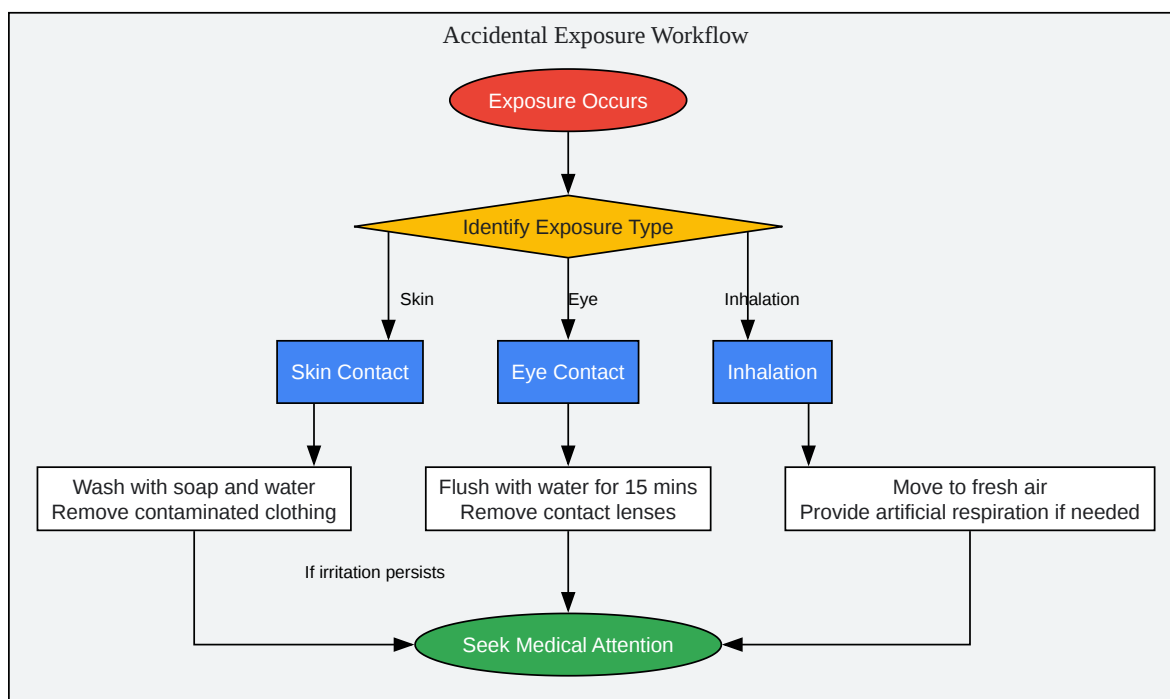 Accidental Exposure Workflow
Exposure Occurs
Identify Exposure Type
Skin
Eye
Inhalation
Skin Contact
Eye Contact
Inhalation
Wash with soap and water
Remove contaminated clothing
Flush with water for 15 mins
Remove contact lenses
Move to fresh air
Provide artificial respiration if needed
If irritation persists
Seek Medical Attention